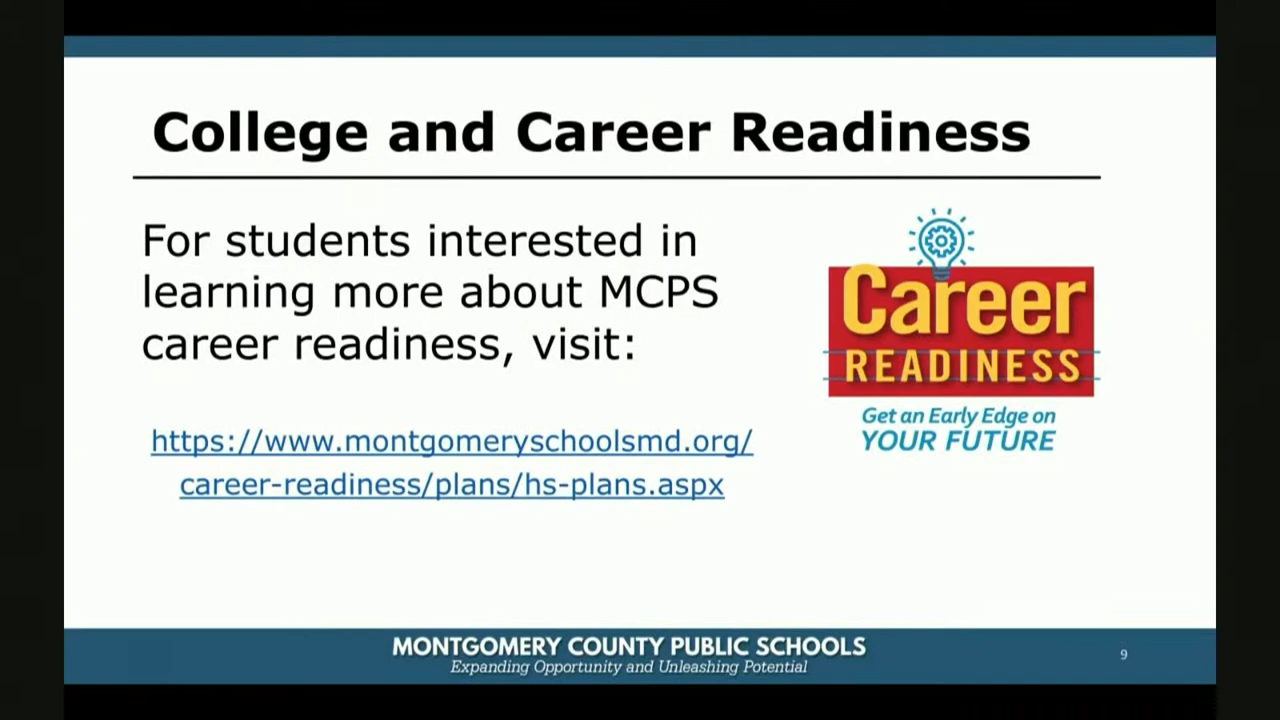 College and Career Readiness
For students interested in
learning more about MCPS
career readiness, visit:
https://www.montgomeryschoolsmd.org/
career-readiness/plans/hs-plans.aspx
Career
READINESS
Get an Early Edge on
YOUR FUTURE
MONTGOMERY COUNTY PUBLIC SCHOOLS
Expanding Opportunity and Unleashing Potential
9